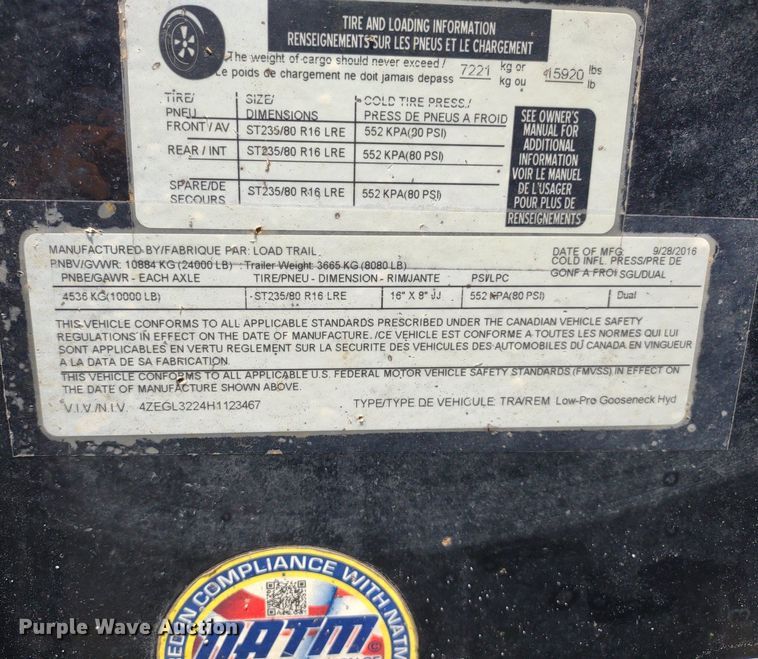 TIRE AND LOADING INFORMATION
RENSEIGNEMENTS SUR LES PNEUS ET LE CHARGEMENT
The weight of cargo should never exceed / 7221 kg or 15920 lbs
Le poids de chargement ne doit jamais depass kg ou lb
TIRE/ SIZE/ COLD TIRE PRESS./
PNEU DIMENSIONS PRESS DE PNEUS A FROID
FRONT / AV ST235/80 R16 LRE 552 KPA(80 PSI)
REAR / INT ST235/80 R16 LRE 552 KPA(80 PSI)
SPARE/DE SECOURS ST235/80 R16 LRE 552 KPA(80 PSI)
SEE OWNER'S
MANUAL FOR
ADDITIONAL
INFORMATION
VOIR LE MANUEL
DE L'USAGER
POUR PLUS DE
RENSEIGNEMENTS
MANUFACTURED BY/FABRIQUE PAR: LOAD TRAIL DATE OF MFG 9/28/2016
PNBV/GVWR: 10884 KG (24000 LB) Trailer Weight: 3665 KG (8080 LB) COLD INFL PRESS/PRE DE
PNBE/GAWR - EACH AXLE TIRE/PNEU - DIMENSION - RIM/JANTE PSI/LPC GONF A FROI SGL/DUAL
4536 KG(10000 LB) ST235/80 R16 LRE 16" X 8" JJ 552 KPA(80 PSI) Dual
THIS VEHICLE CONFORMS TO ALL APPLICABLE STANDARDS PRESCRIBED UNDER THE CANADIAN VEHICLE SAFETY
REGULATIONS IN EFFECT ON THE DATE OF MANUFACTURE. /CE VEHICLE EST CONFORME A TOUTES LES NORMES QUI LUI
SONT APPLICABLES EN VERTU REGLEMENT SUR LA SECURITE DES VEHICULES DES AUTOMOBILES DU CANADA EN VINGUEUR
A LA DATA DE SA FABRICATION.
THIS VEHICLE CONFORMS TO ALL APPLICABLE U.S. FEDERAL MOTOR VEHICLE SAFETY STANDARDS (FMVSS) IN EFFECT ON
THE DATE OF MANUFACTURE SHOWN ABOVE.
V.I.V/N.I.V. 4ZEGL3224H1123467 TYPE/TYPE DE VEHICULE: TRA/REM Low-Pro Gooseneck Hyd
COMPLIANCE WITH NATM
NATM
Purple Wave Auction